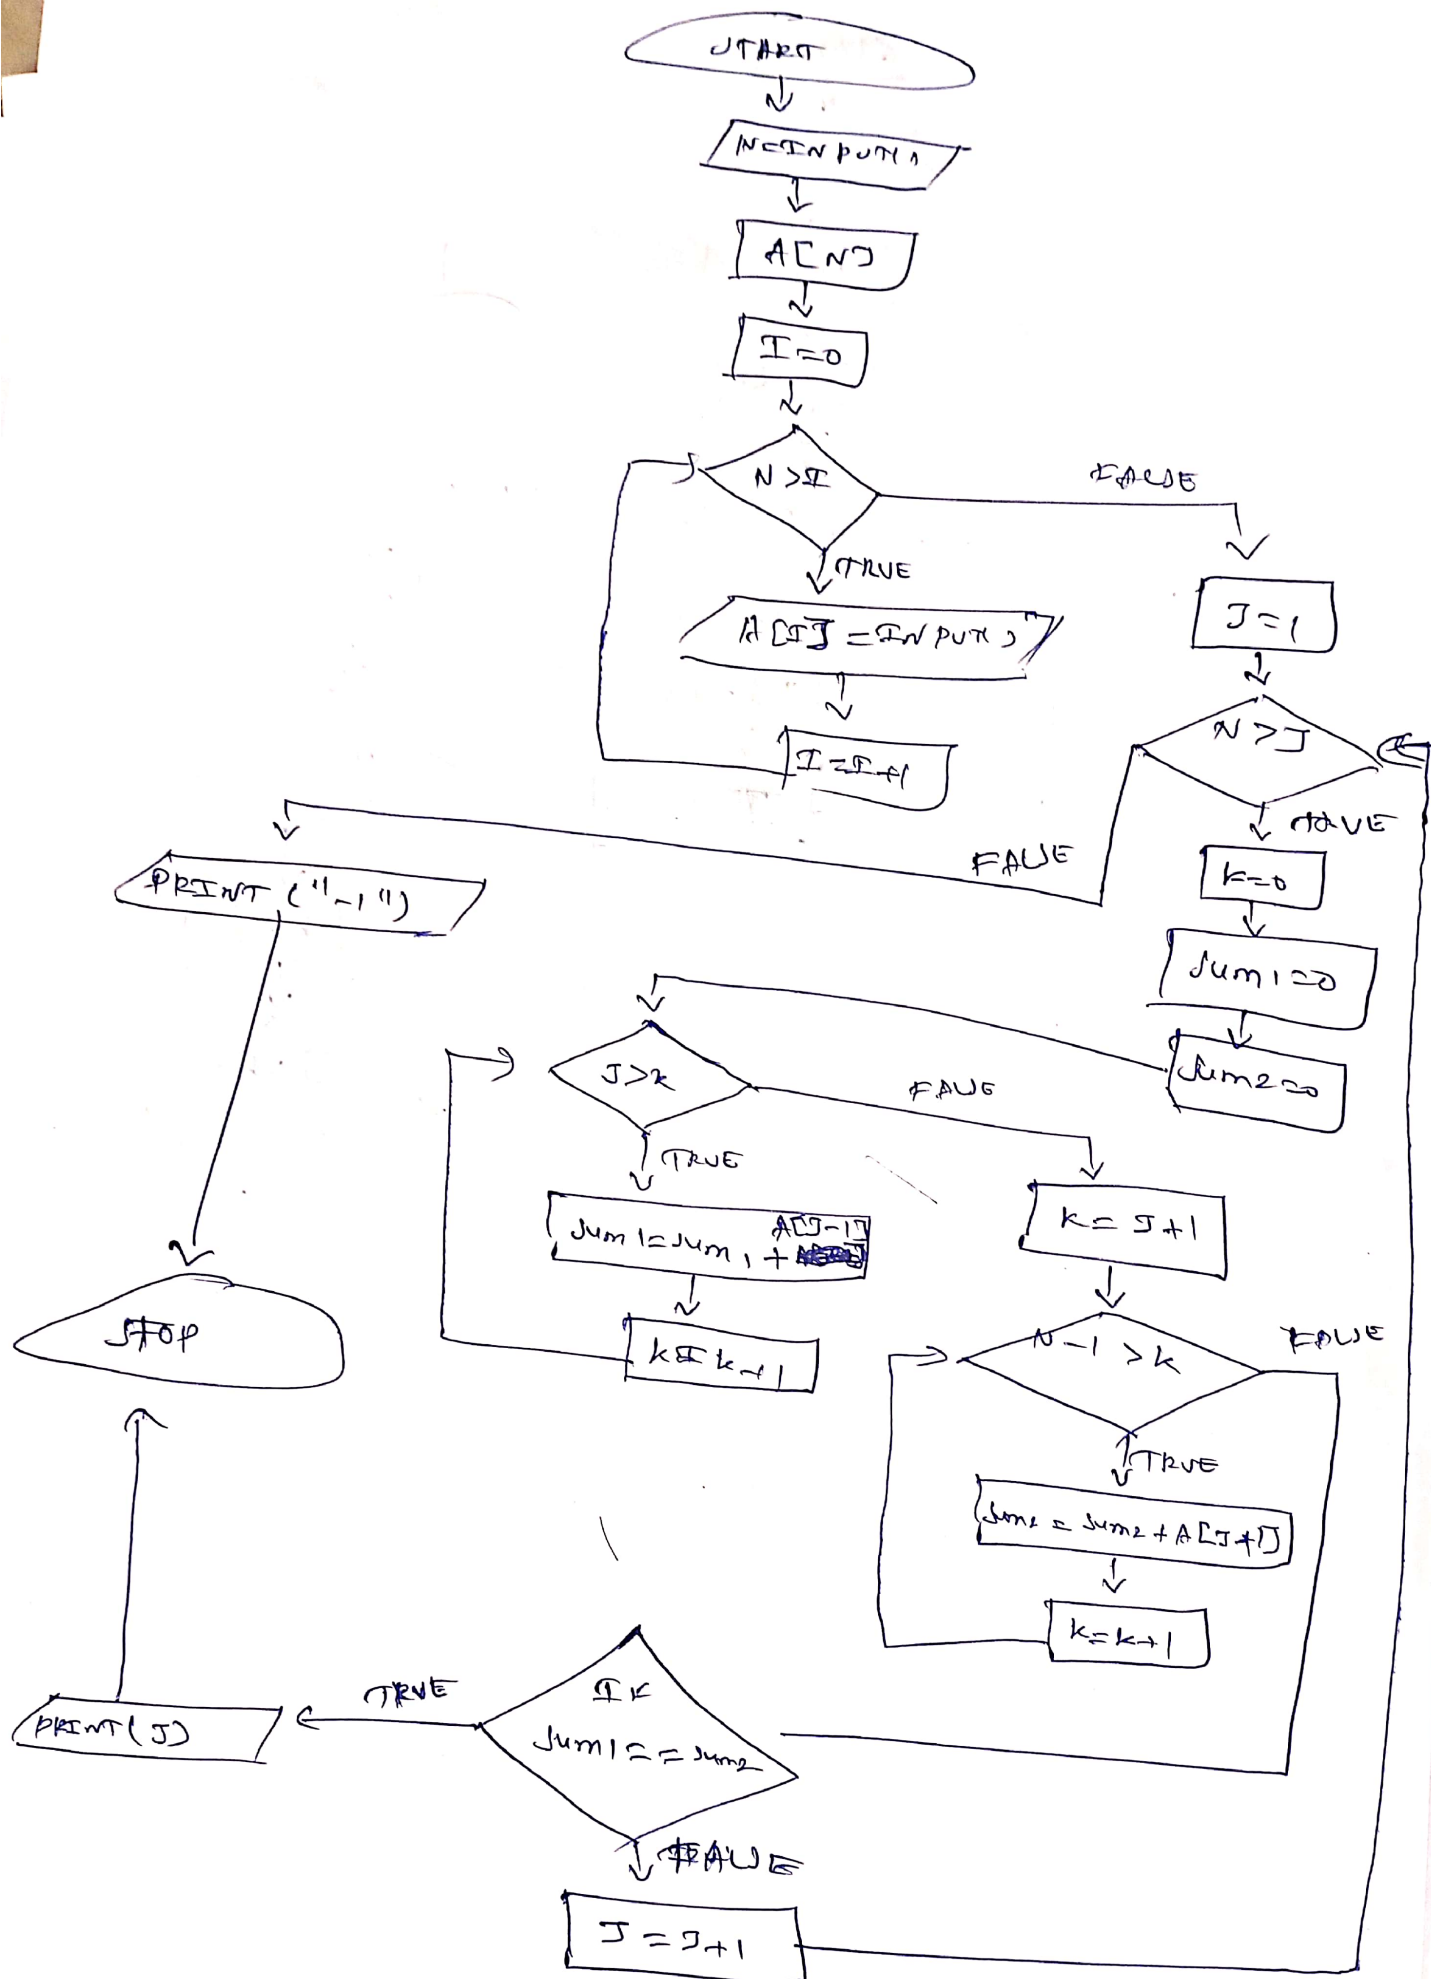 START
N=INPUT()
A[N]
I=0
N>I
FALSE
TRUE
A[I]=INPUT()
I=I+1
J=1
N>J
TRUE
FALSE
PRINT("-1")
k=0
Sum1=0
Sum2=0
J>k
FALSE
TRUE
A[J-1]
Sum1=Sum1+
k=k+1
k=J+1
N-1>k
FALSE
TRUE
Sum2=Sum2+A[J+1]
k=k+1
STOP
IF
Sum1==Sum2
TRUE
PRINT(J)
FALSE
J=J+1